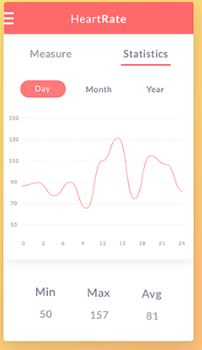 HeartRate
Measure Statistics
Day Month Year
150
130
110
90
70
50
0 3 6 9 12 15 18 21 24
Min Max Avg
50 157 81